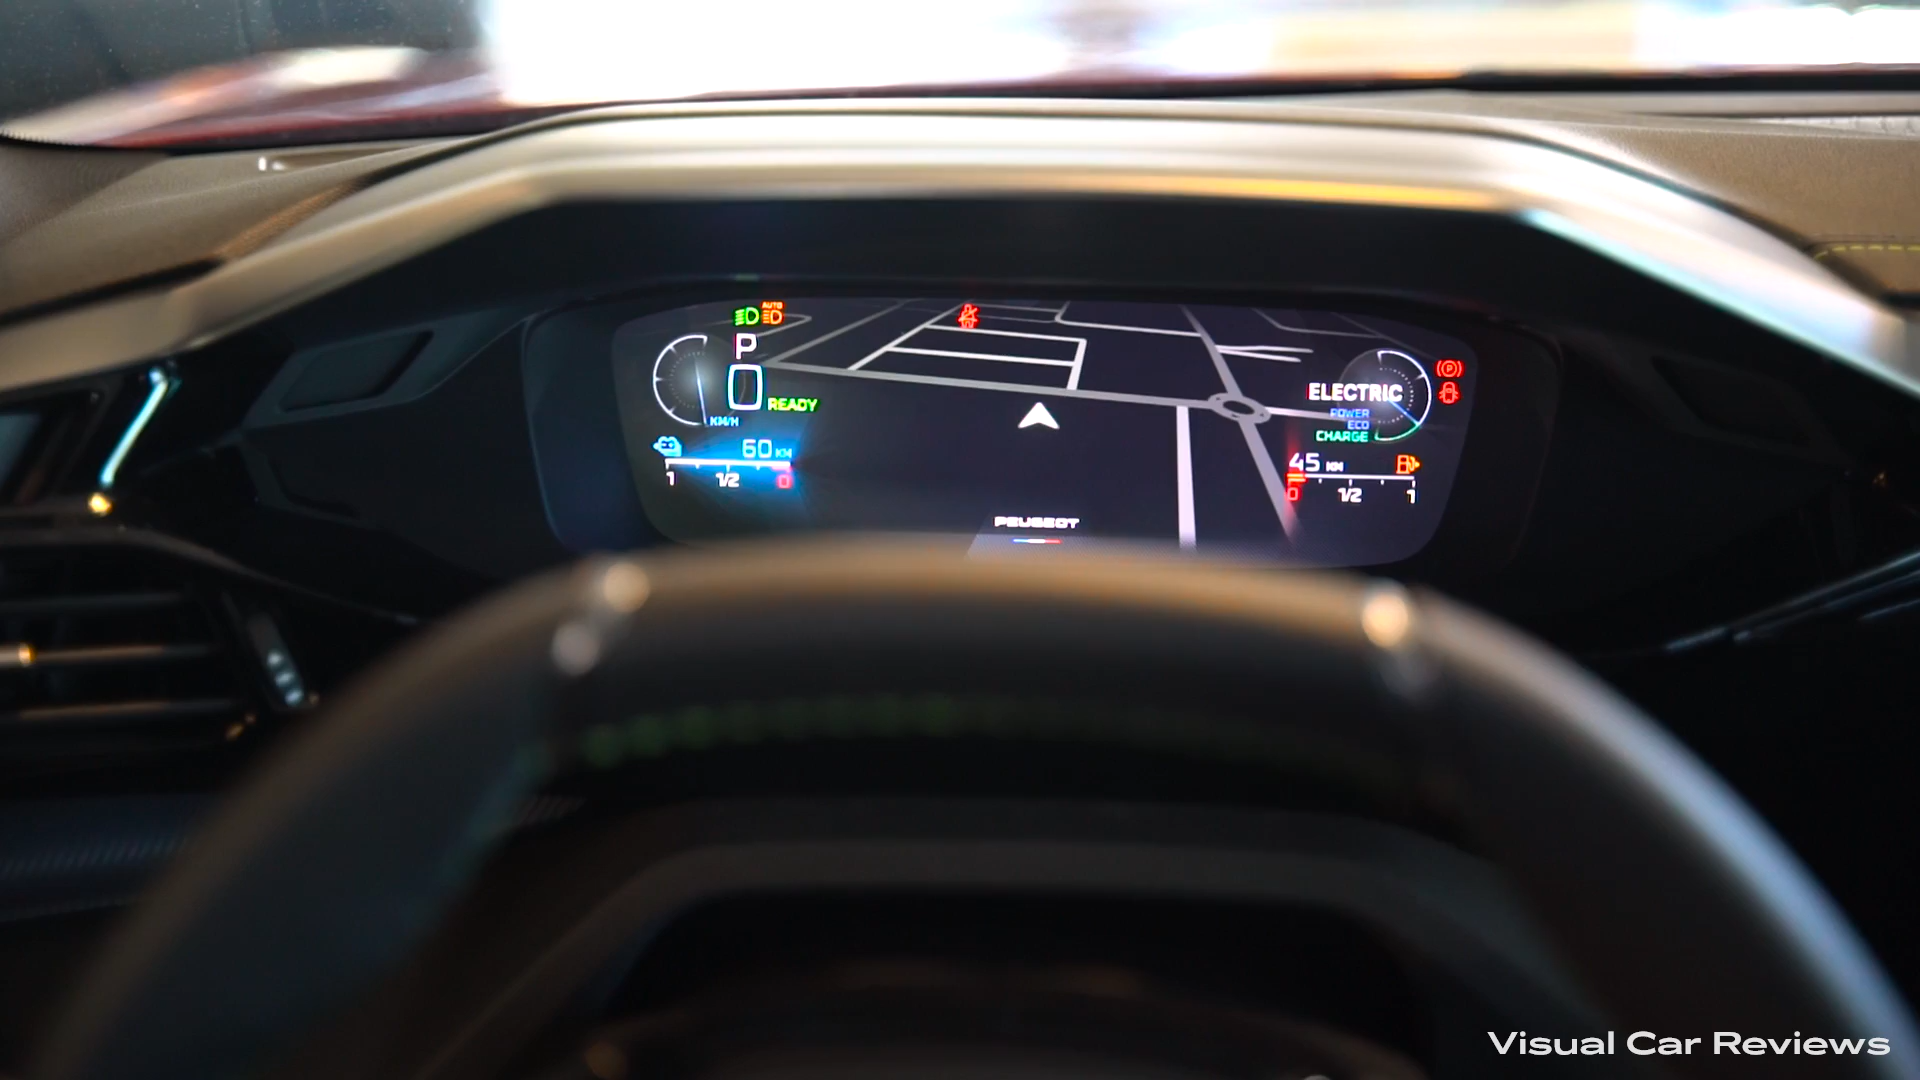 AUTO
P
0
READY
KM/H
60 KM
1 1/2 0
ELECTRIC
POWER
ECO
CHARGE
45 KM
0 1/2 1
P
PEUGEOT
Visual Car Reviews